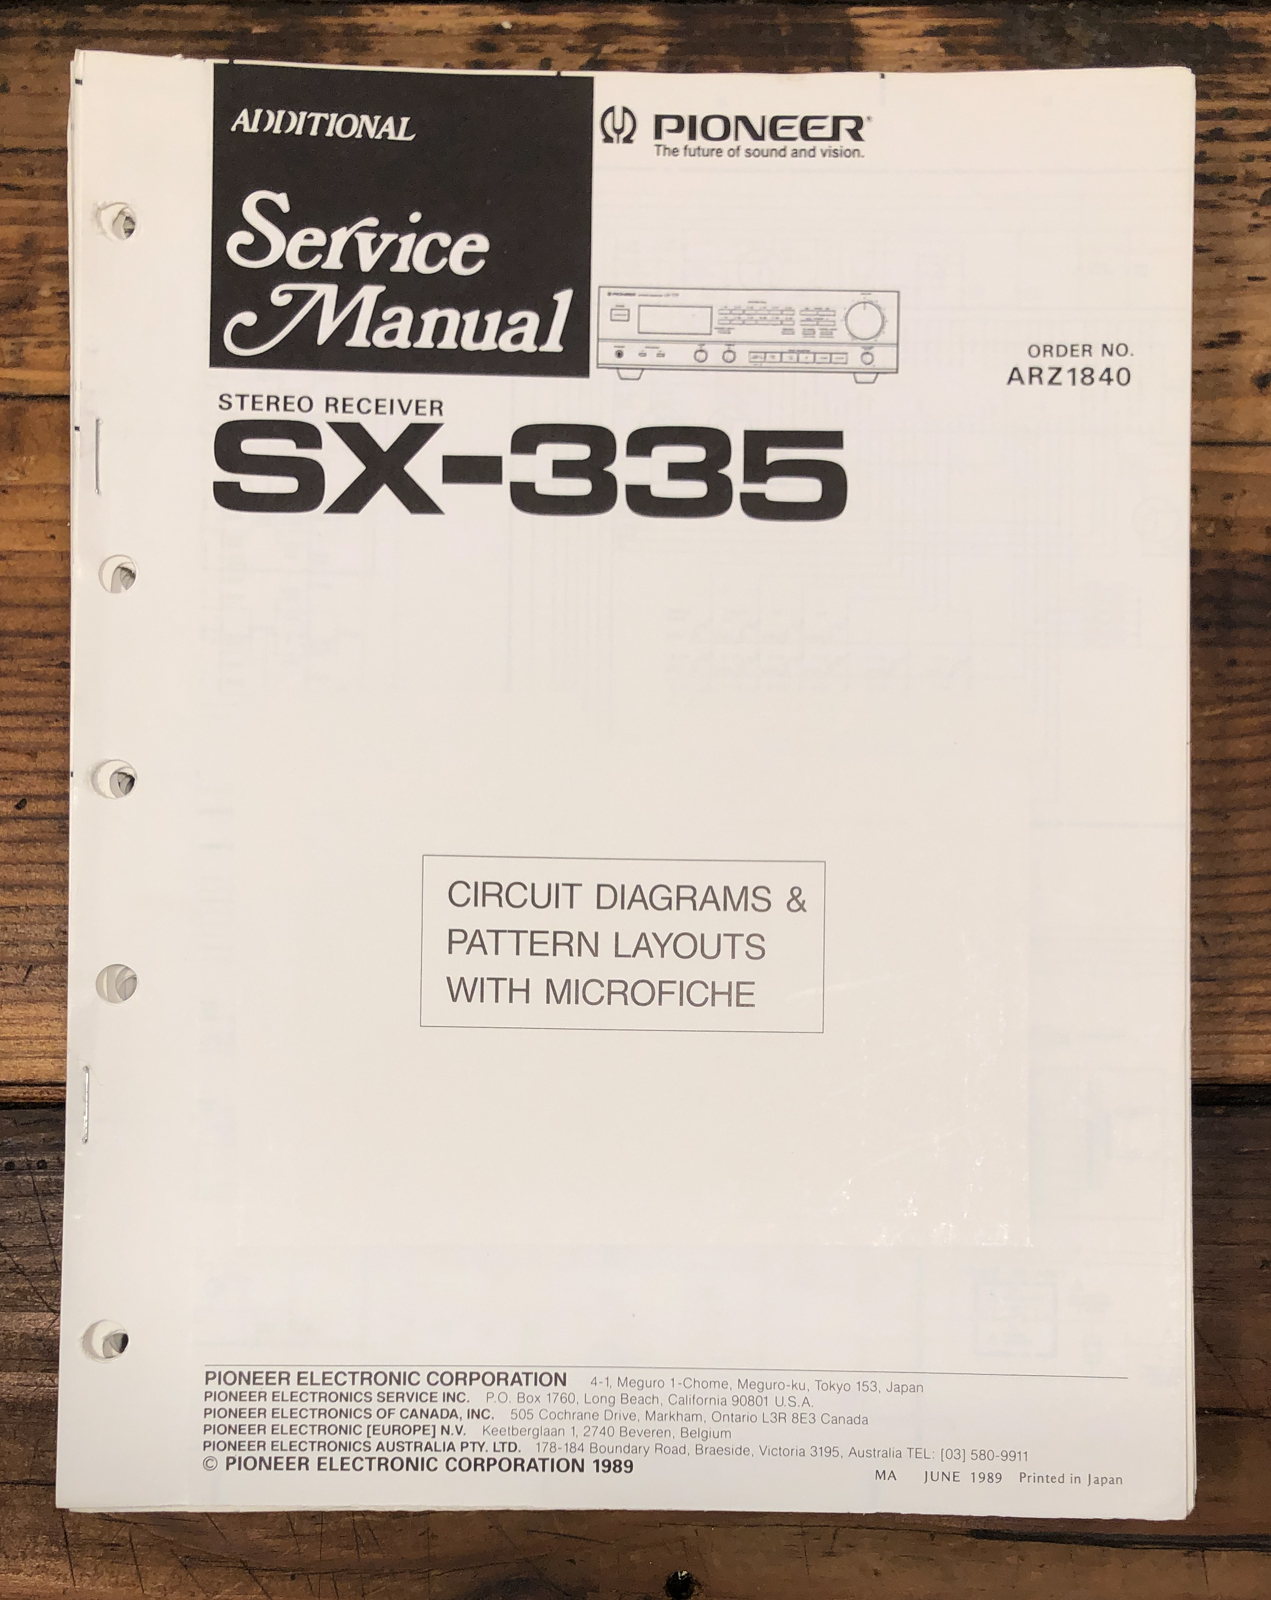 ADDITIONAL
Service
Manual
PIONEER
The future of sound and vision.
ORDER NO.
ARZ1840
STEREO RECEIVER
SX-335
CIRCUIT DIAGRAMS &
PATTERN LAYOUTS
WITH MICROFICHE
PIONEER ELECTRONIC CORPORATION 4-1, Meguro 1-Chome, Meguro-ku, Tokyo 153, Japan
PIONEER ELECTRONICS SERVICE INC. P.O. Box 1760, Long Beach, California 90801 U.S.A.
PIONEER ELECTRONICS OF CANADA, INC. 505 Cochrane Drive, Markham, Ontario L3R 8E3 Canada
PIONEER ELECTRONIC [EUROPE] N.V. Keetberglaan 1, 2740 Beveren, Belgium
PIONEER ELECTRONICS AUSTRALIA PTY. LTD. 178-184 Boundary Road, Braeside, Victoria 3195, Australia TEL: [03] 580-9911
© PIONEER ELECTRONIC CORPORATION 1989
MA JUNE 1989 Printed in Japan